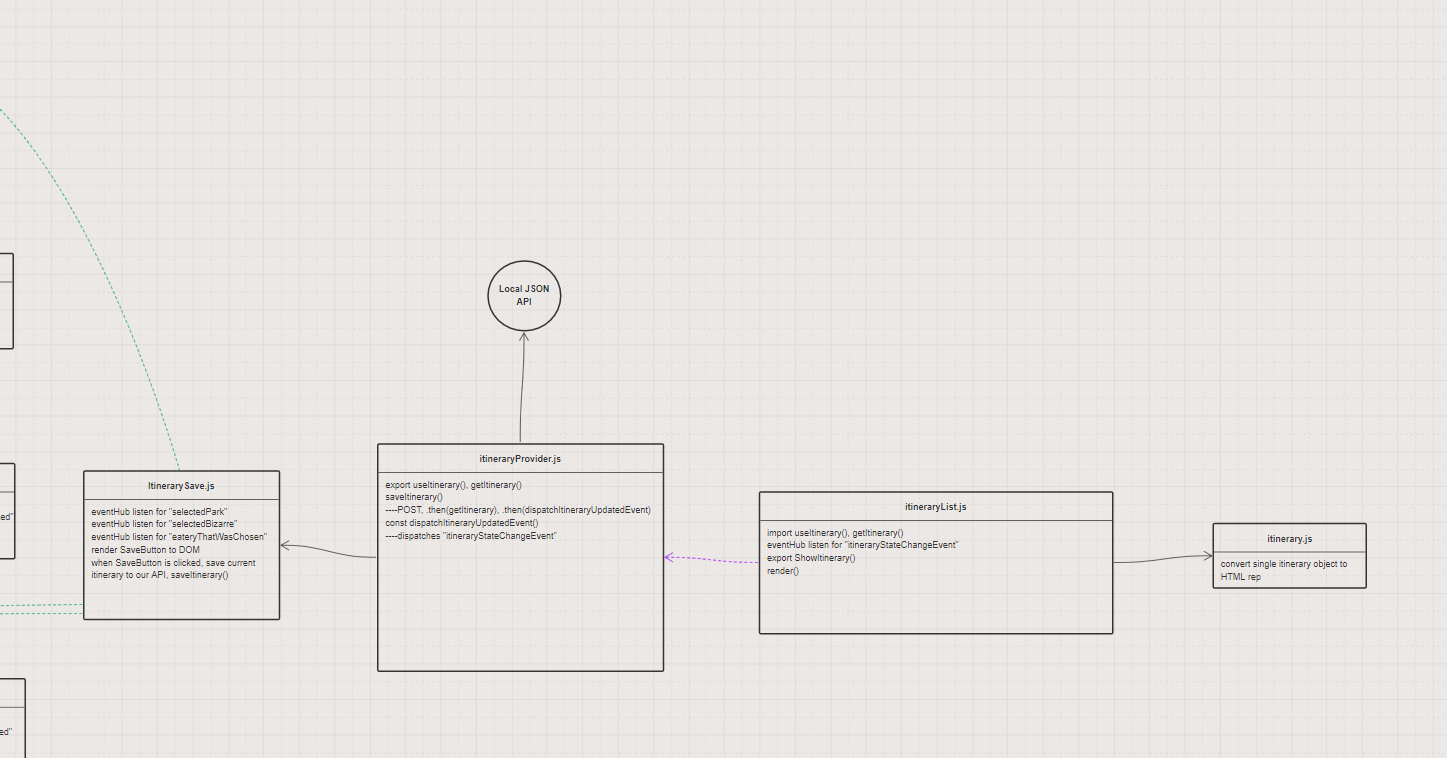 Local JSON
API
itineraryProvider.js
export useItinerary(), getItinerary()
saveItinerary()
----POST, .then(getItinerary), .then(dispatchItineraryUpdatedEvent)
const dispatchItineraryUpdatedEvent()
----dispatches "itineraryStateChangeEvent"
ItinerarySave.js
eventHub listen for "selectedPark"
eventHub listen for "selectedBizarre"
eventHub listen for "eateryThatWasChosen"
render SaveButton to DOM
when SaveButton is clicked, save current
itinerary to our API, saveItinerary()
itineraryList.js
import useItinerary(), getItinerary()
eventHub listen for "itineraryStateChangeEvent"
export ShowItinerary()
render()
itinerary.js
convert single itinerary object to
HTML rep
ed"
ed"